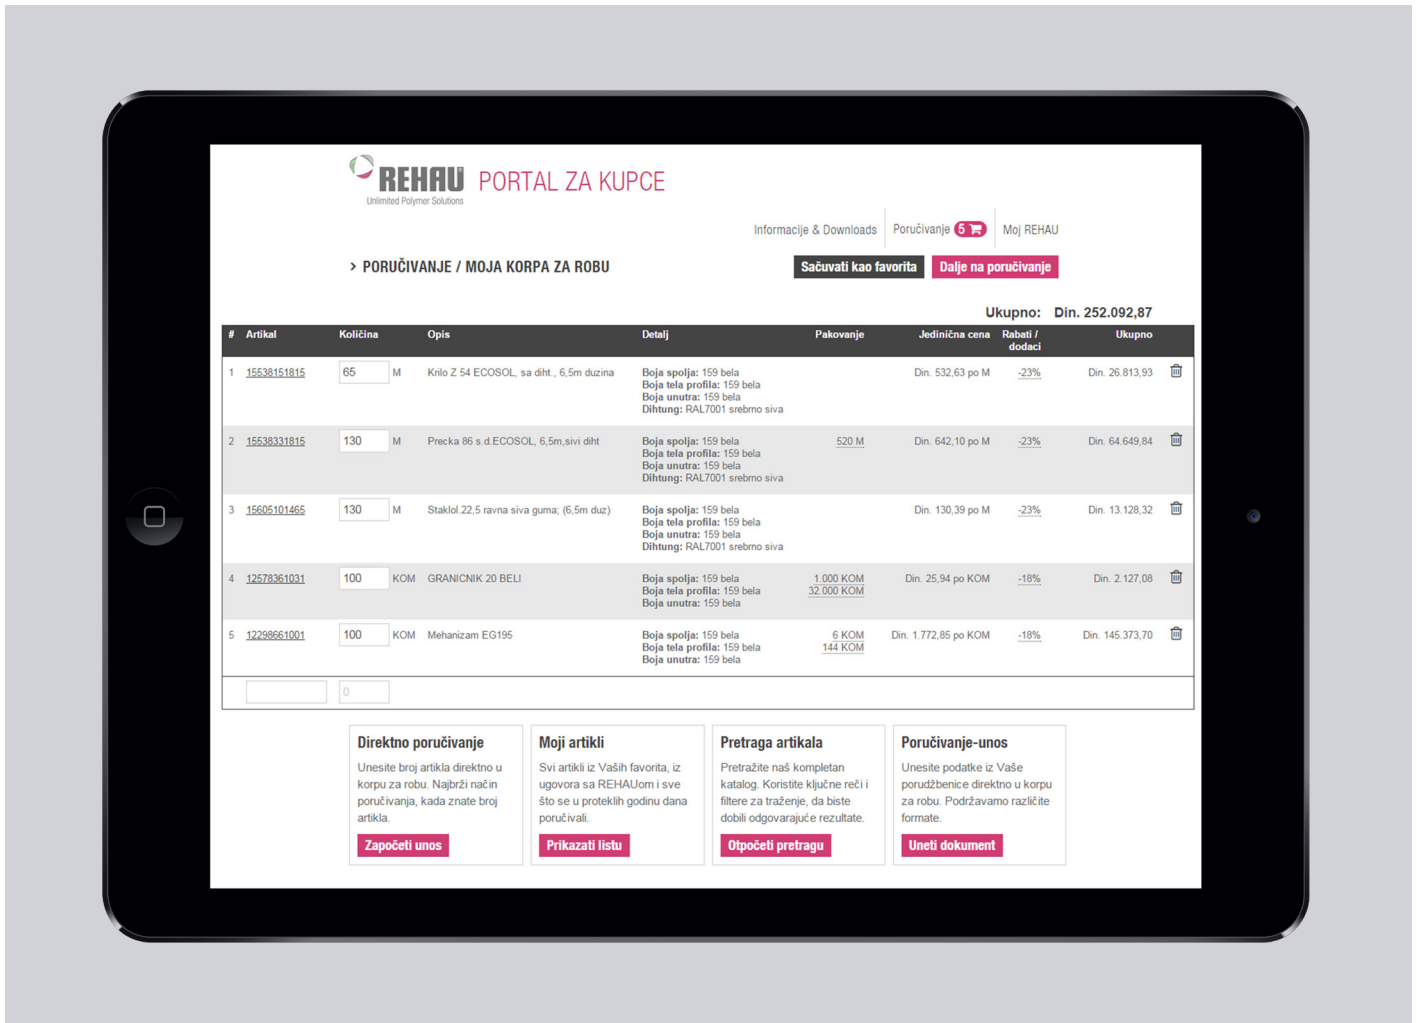 REHAU
Unlimited Polymer Solutions
PORTAL ZA KUPCE
Informacije & Downloads Poručivanje 5 Moj REHAU
> PORUČIVANJE / MOJA KORPA ZA ROBU
Sačuvati kao favorita Dalje na poručivanje
Ukupno: Din. 252.092,87
# Artikal Količina Opis Detalj Pakovanje Jedinična cena Rabati / dodaci Ukupno
1 15538151815 65 M Krilo Z 54 ECOSOL, sa diht., 6,5m duzina Boja spolja: 159 bela Din. 532,63 po M -23% Din. 26.813,93
Boja tela profila: 159 bela
Boja unutra: 159 bela
Dihtung: RAL7001 srebrno siva
2 15538331815 130 M Precka 86 s.d.ECOSOL, 6,5m,sivi diht Boja spolja: 159 bela 520 M Din. 642,10 po M -23% Din. 64.649,84
Boja tela profila: 159 bela
Boja unutra: 159 bela
Dihtung: RAL7001 srebrno siva
3 15605101465 130 M Staklol.22,5 ravna siva guma; (6,5m duz) Boja spolja: 159 bela Din. 130,39 po M -23% Din. 13.128,32
Boja tela profila: 159 bela
Boja unutra: 159 bela
Dihtung: RAL7001 srebrno siva
4 12578361031 100 KOM GRANICNIK 20 BELI Boja spolja: 159 bela 1.000 KOM Din. 25,94 po KOM -18% Din. 2.127,08
Boja tela profila: 159 bela 32.000 KOM
Boja unutra: 159 bela
5 12298661001 100 KOM Mehanizam EG195 Boja spolja: 159 bela 6 KOM Din. 1.772,85 po KOM -18% Din. 145.373,70
Boja tela profila: 159 bela 144 KOM
Boja unutra: 159 bela
0
Direktno poručivanje
Unesite broj artikla direktno u
korpu za robu. Najbrži način
poručivanja, kada znate broj
artikla.
Započeti unos
Moji artikli
Svi artikli iz Vaših favorita, iz
ugovora sa REHAUom i sve
što se u proteklih godinu dana
poručivali.
Prikazati listu
Pretraga artikala
Pretražite naš kompletan
katalog. Koristite ključne reči i
filtere za traženje, da biste
dobili odgovarajuće rezultate.
Otpočeti pretragu
Poručivanje-unos
Unesite podatke iz Vaše
porudžbenice direktno u korpu
za robu. Podržavamo različite
formate.
Uneti dokument